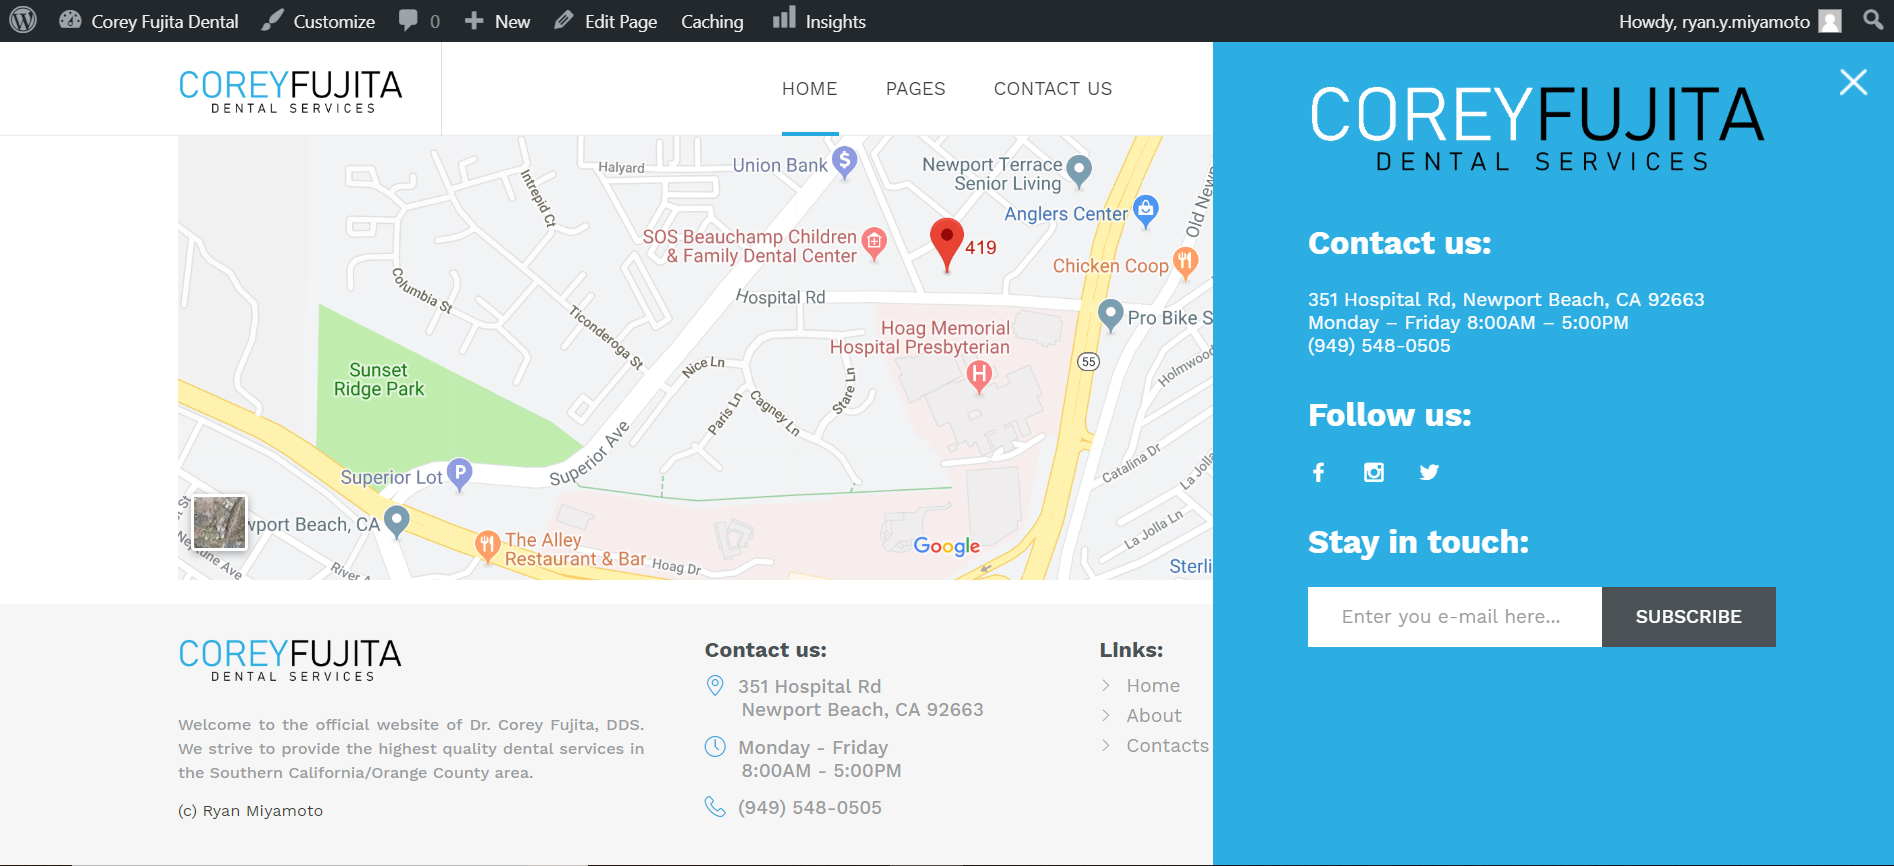 Corey Fujita Dental Customize 0 New Edit Page Caching Insights Howdy, ryan.y.miyamoto
COREYFUJITA
DENTAL SERVICES
HOME PAGES CONTACT US
Halyard
Intrepid Ct
Union Bank
Newport Terrace
Senior Living
Anglers Center
Old Newp
SOS Beauchamp Children
& Family Dental Center
419
Chicken Coop
Columbia St
Hospital Rd
Ticonderoga St
Pro Bike S
Hoag Memorial
Hospital Presbyterian
H
55
Sunset
Ridge Park
Nice Ln
Paris Ln
Cagney Ln
Stare Ln
Holmwood
Superior Ave
Superior Lot
P
Catalina Dr
La Jolla
La Jolla Ln
wport Beach, CA
Neptune Ave
River A
The Alley
Restaurant & Bar
Hoag Dr
Google
Sterli
COREYFUJITA
DENTAL SERVICES
Contact us:
351 Hospital Rd, Newport Beach, CA 92663
Monday – Friday 8:00AM – 5:00PM
(949) 548-0505
Follow us:
Stay in touch:
Enter you e-mail here...
SUBSCRIBE
COREYFUJITA
DENTAL SERVICES
Welcome to the official website of Dr. Corey Fujita, DDS.
We strive to provide the highest quality dental services in
the Southern California/Orange County area.
(c) Ryan Miyamoto
Contact us:
351 Hospital Rd
Newport Beach, CA 92663
Monday - Friday
8:00AM - 5:00PM
(949) 548-0505
Links:
Home
About
Contacts